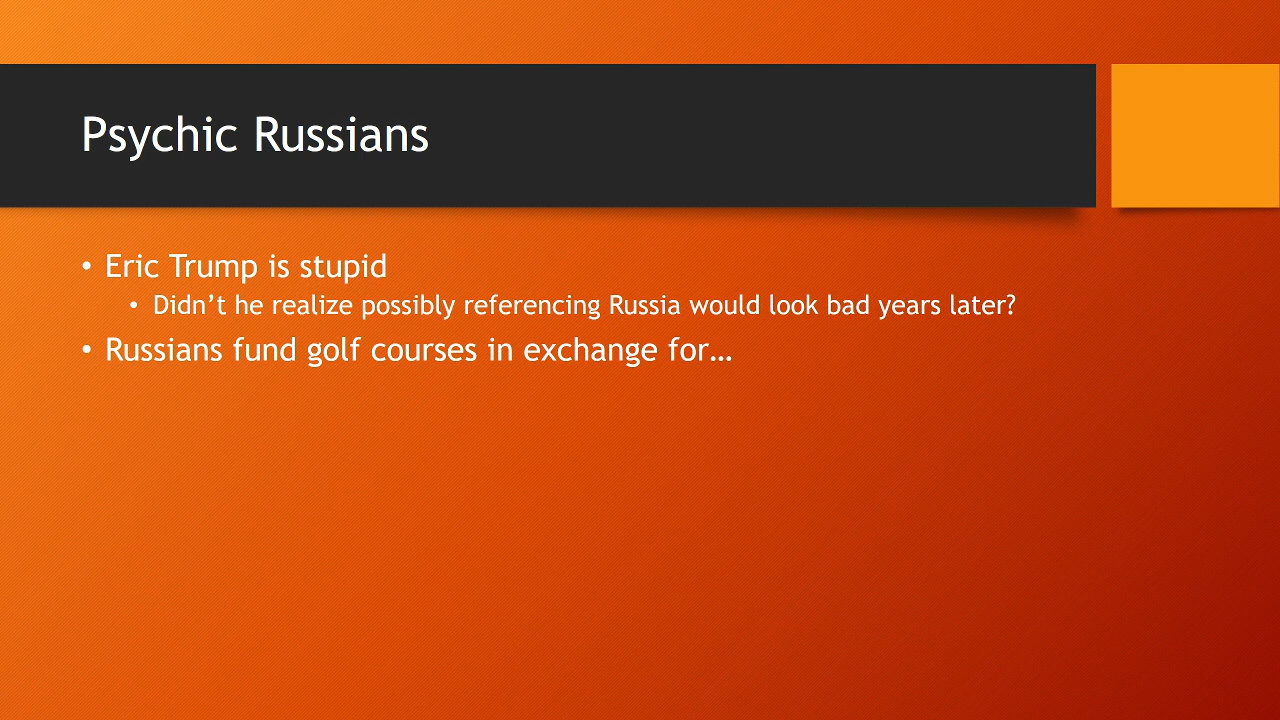 Psychic Russians
• Eric Trump is stupid
• Didn’t he realize possibly referencing Russia would look bad years later?
• Russians fund golf courses in exchange for…